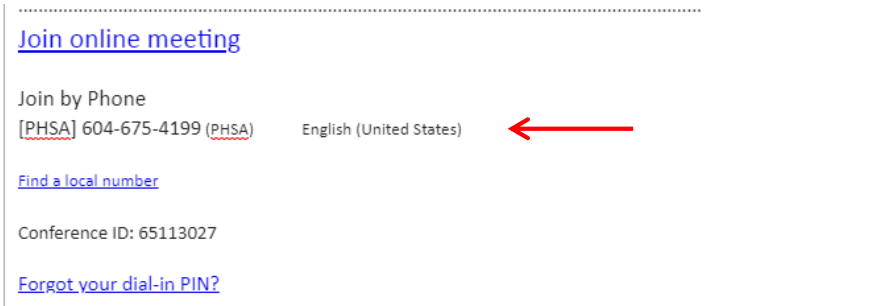 Join online meeting
Join by Phone
[PHSA] 604-675-4199 (PHSA) English (United States)
Find a local number
Conference ID: 65113027
Forgot your dial-in PIN?